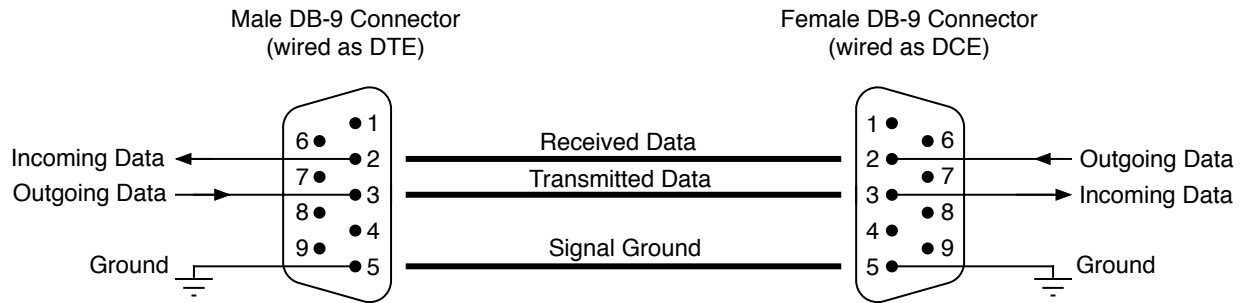 Male DB-9 Connector
(wired as DTE)
Female DB-9 Connector
(wired as DCE)
1
6
2
7
3
8
4
9
5
Incoming Data
Outgoing Data
Ground
Received Data
Transmitted Data
Signal Ground
1
6
2
7
3
8
4
9
5
Outgoing Data
Incoming Data
Ground